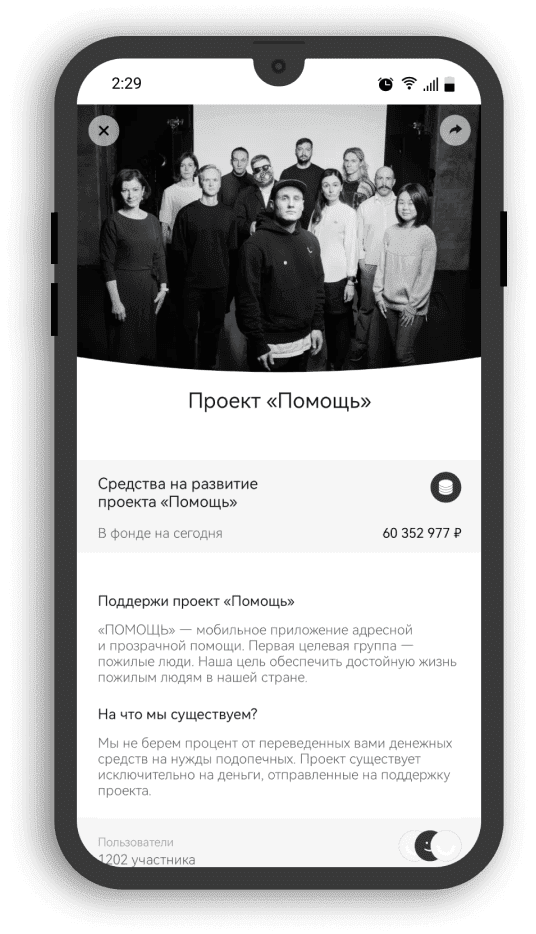 2:29
Проект «Помощь»
Средства на развитие
проекта «Помощь»
В фонде на сегодня 60 352 977 ₽
Поддержи проект «Помощь»
«ПОМОЩЬ» — мобильное приложение адресной
и прозрачной помощи. Первая целевая группа —
пожилые люди. Наша цель обеспечить достойную жизнь
пожилым людям в нашей стране.
На что мы существуем?
Мы не берем процент от переведенных вами денежных
средств на нужды подопечных. Проект существует
исключительно на деньги, отправленные на поддержку
проекта.
Пользователи
1202 участника